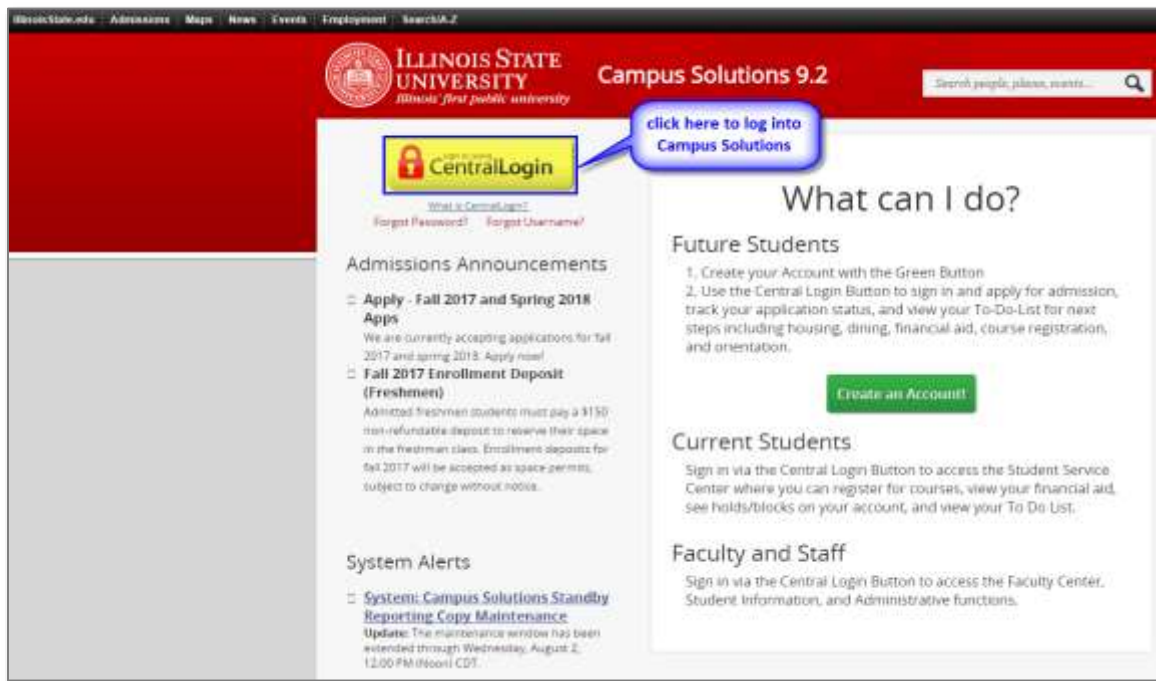 IllinoisState.edu Admissions Maps News Events Employment Search/A-Z
ILLINOIS STATE
UNIVERSITY
Illinois' first public university
Campus Solutions 9.2
Search people, places, events...
click here to log into
Campus Solutions
CentralLogin
What is CentralLogin?
Forgot Password? Forgot Username?
Admissions Announcements
Apply - Fall 2017 and Spring 2018
Apps
We are currently accepting applications for fall
2017 and spring 2018. Apply now!
Fall 2017 Enrollment Deposit
(Freshmen)
Admitted freshmen students must pay a $150
non-refundable deposit to reserve their space
in the freshman class. Enrollment deposits for
fall 2017 will be accepted as space permits,
subject to change without notice.
System Alerts
System: Campus Solutions Standby
Reporting Copy Maintenance
Update: The maintenance window has been
extended through Wednesday, August 2,
12:00 PM (Noon) CDT.
What can I do?
Future Students
1. Create your Account with the Green Button
2. Use the Central Login Button to sign in and apply for admission,
track your application status, and view your To-Do-List for next
steps including housing, dining, financial aid, course registration,
and orientation.
Create an Account!
Current Students
Sign in via the Central Login Button to access the Student Service
Center where you can register for courses, view your financial aid,
see holds/blocks on your account, and view your To Do List.
Faculty and Staff
Sign in via the Central Login Button to access the Faculty Center,
Student Information, and Administrative functions.